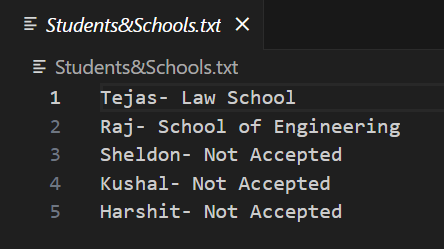 Students&Schools.txt
Students&Schools.txt
1 Tejas- Law School
2 Raj- School of Engineering
3 Sheldon- Not Accepted
4 Kushal- Not Accepted
5 Harshit- Not Accepted